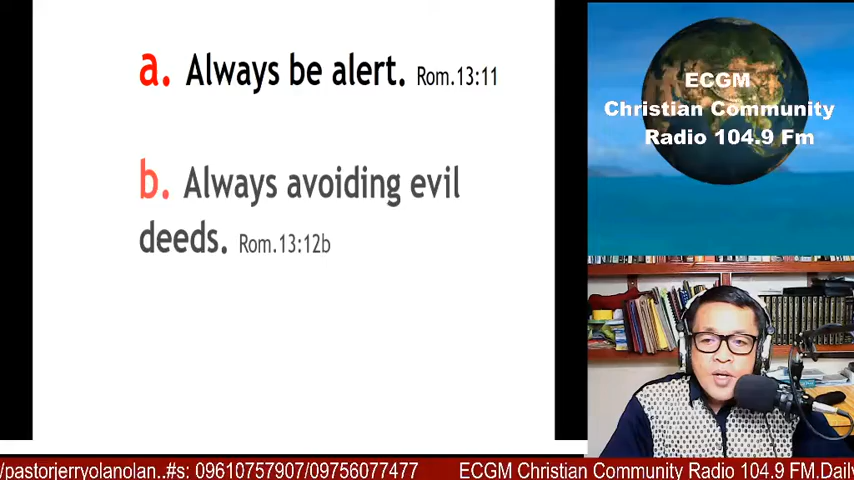 a. Always be alert. Rom.13:11
b. Always avoiding evil
deeds. Rom.13:12b
ECGM
Christian Community
Radio 104.9 Fm
/pastorjerryolanolan..#s: 09610757907/09756077477 ECGM Christian Community Radio 104.9 FM.Daily